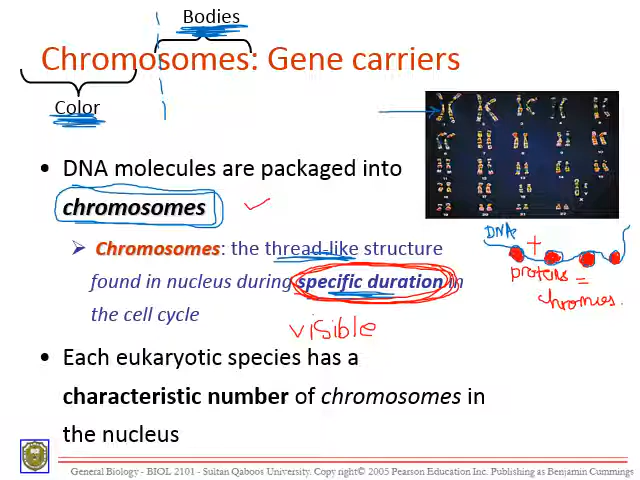 Bodies
Chromosomes: Gene carriers
Color
• DNA molecules are packaged into
chromosomes
➢ Chromosomes: the thread-like structure
found in nucleus during specific duration in
the cell cycle
visible
DNA
+
proteins =
• Each eukaryotic species has a
characteristic number of chromosomes in
the nucleus
General Biology - BIOL 2101 - Sultan Qaboos University. Copy right© 2005 Pearson Education Inc. Publishing as Benjamin Cummings